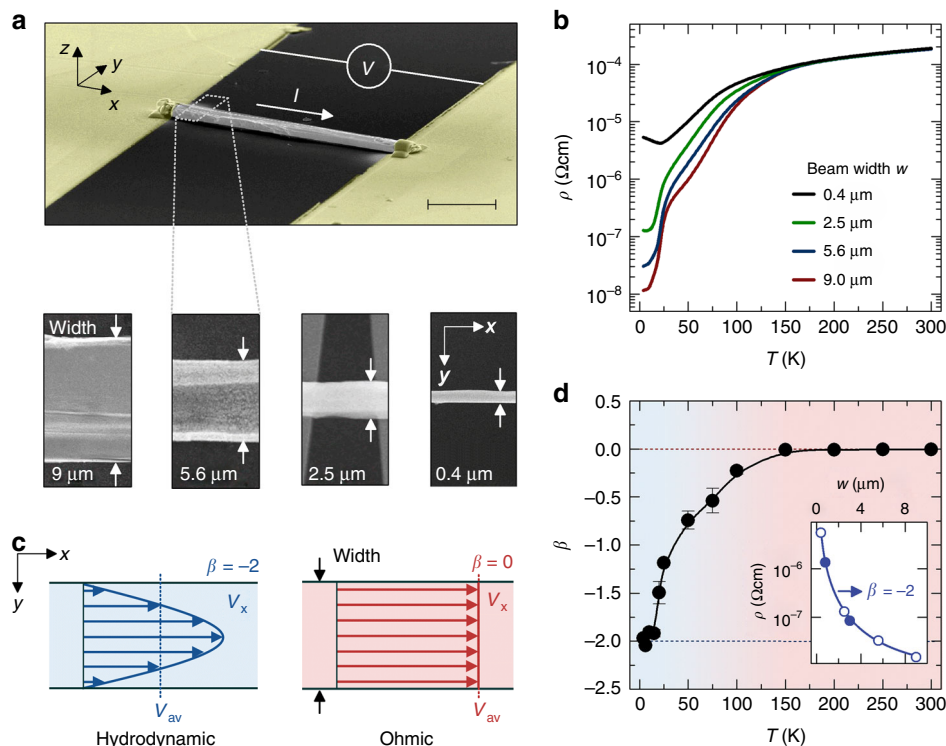 a
z
y
x
V
I
Width
9 μm
5.6 μm
2.5 μm
x
y
0.4 μm
b
ρ (Ωcm)
10⁻⁴
10⁻⁵
10⁻⁶
10⁻⁷
10⁻⁸
Beam width w
0.4 μm
2.5 μm
5.6 μm
9.0 μm
0 50 100 150 200 250 300
T (K)
c
x
y
β = −2
Vₓ
Vav
Hydrodynamic
Width
β = 0
Vₓ
Vav
Ohmic
d
β
0.5
0.0
−0.5
−1.0
−1.5
−2.0
−2.5
w (μm)
0 4 8
ρ (Ωcm)
10⁻⁶
10⁻⁷
β = −2
0 50 100 150 200 250 300
T (K)